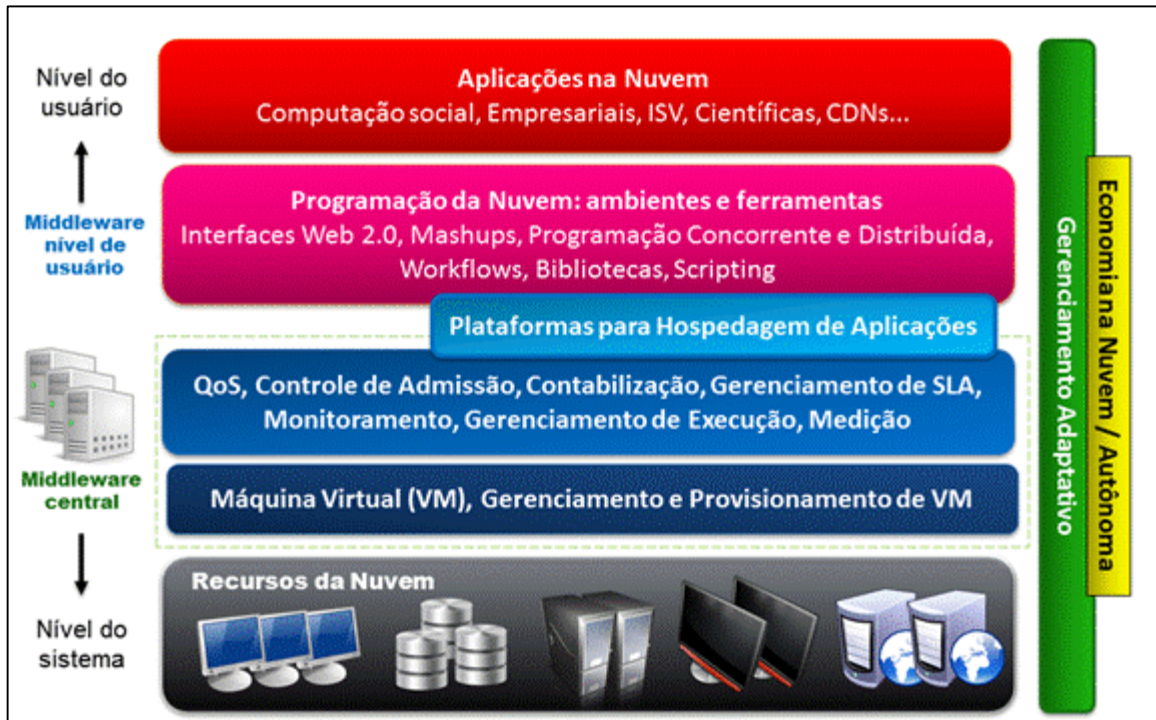 Nível do
usuário
Aplicações na Nuvem
Computação social, Empresariais, ISV, Científicas, CDNs...
Middleware
nível de
usuário
Programação da Nuvem: ambientes e ferramentas
Interfaces Web 2.0, Mashups, Programação Concorrente e Distribuída,
Workflows, Bibliotecas, Scripting
Plataformas para Hospedagem de Aplicações
QoS, Controle de Admissão, Contabilização, Gerenciamento de SLA,
Monitoramento, Gerenciamento de Execução, Medição
Middleware
central
Máquina Virtual (VM), Gerenciamento e Provisionamento de VM
Nível do
sistema
Recursos da Nuvem
Gerenciamento Adaptativo
Economia na Nuvem / Autônoma